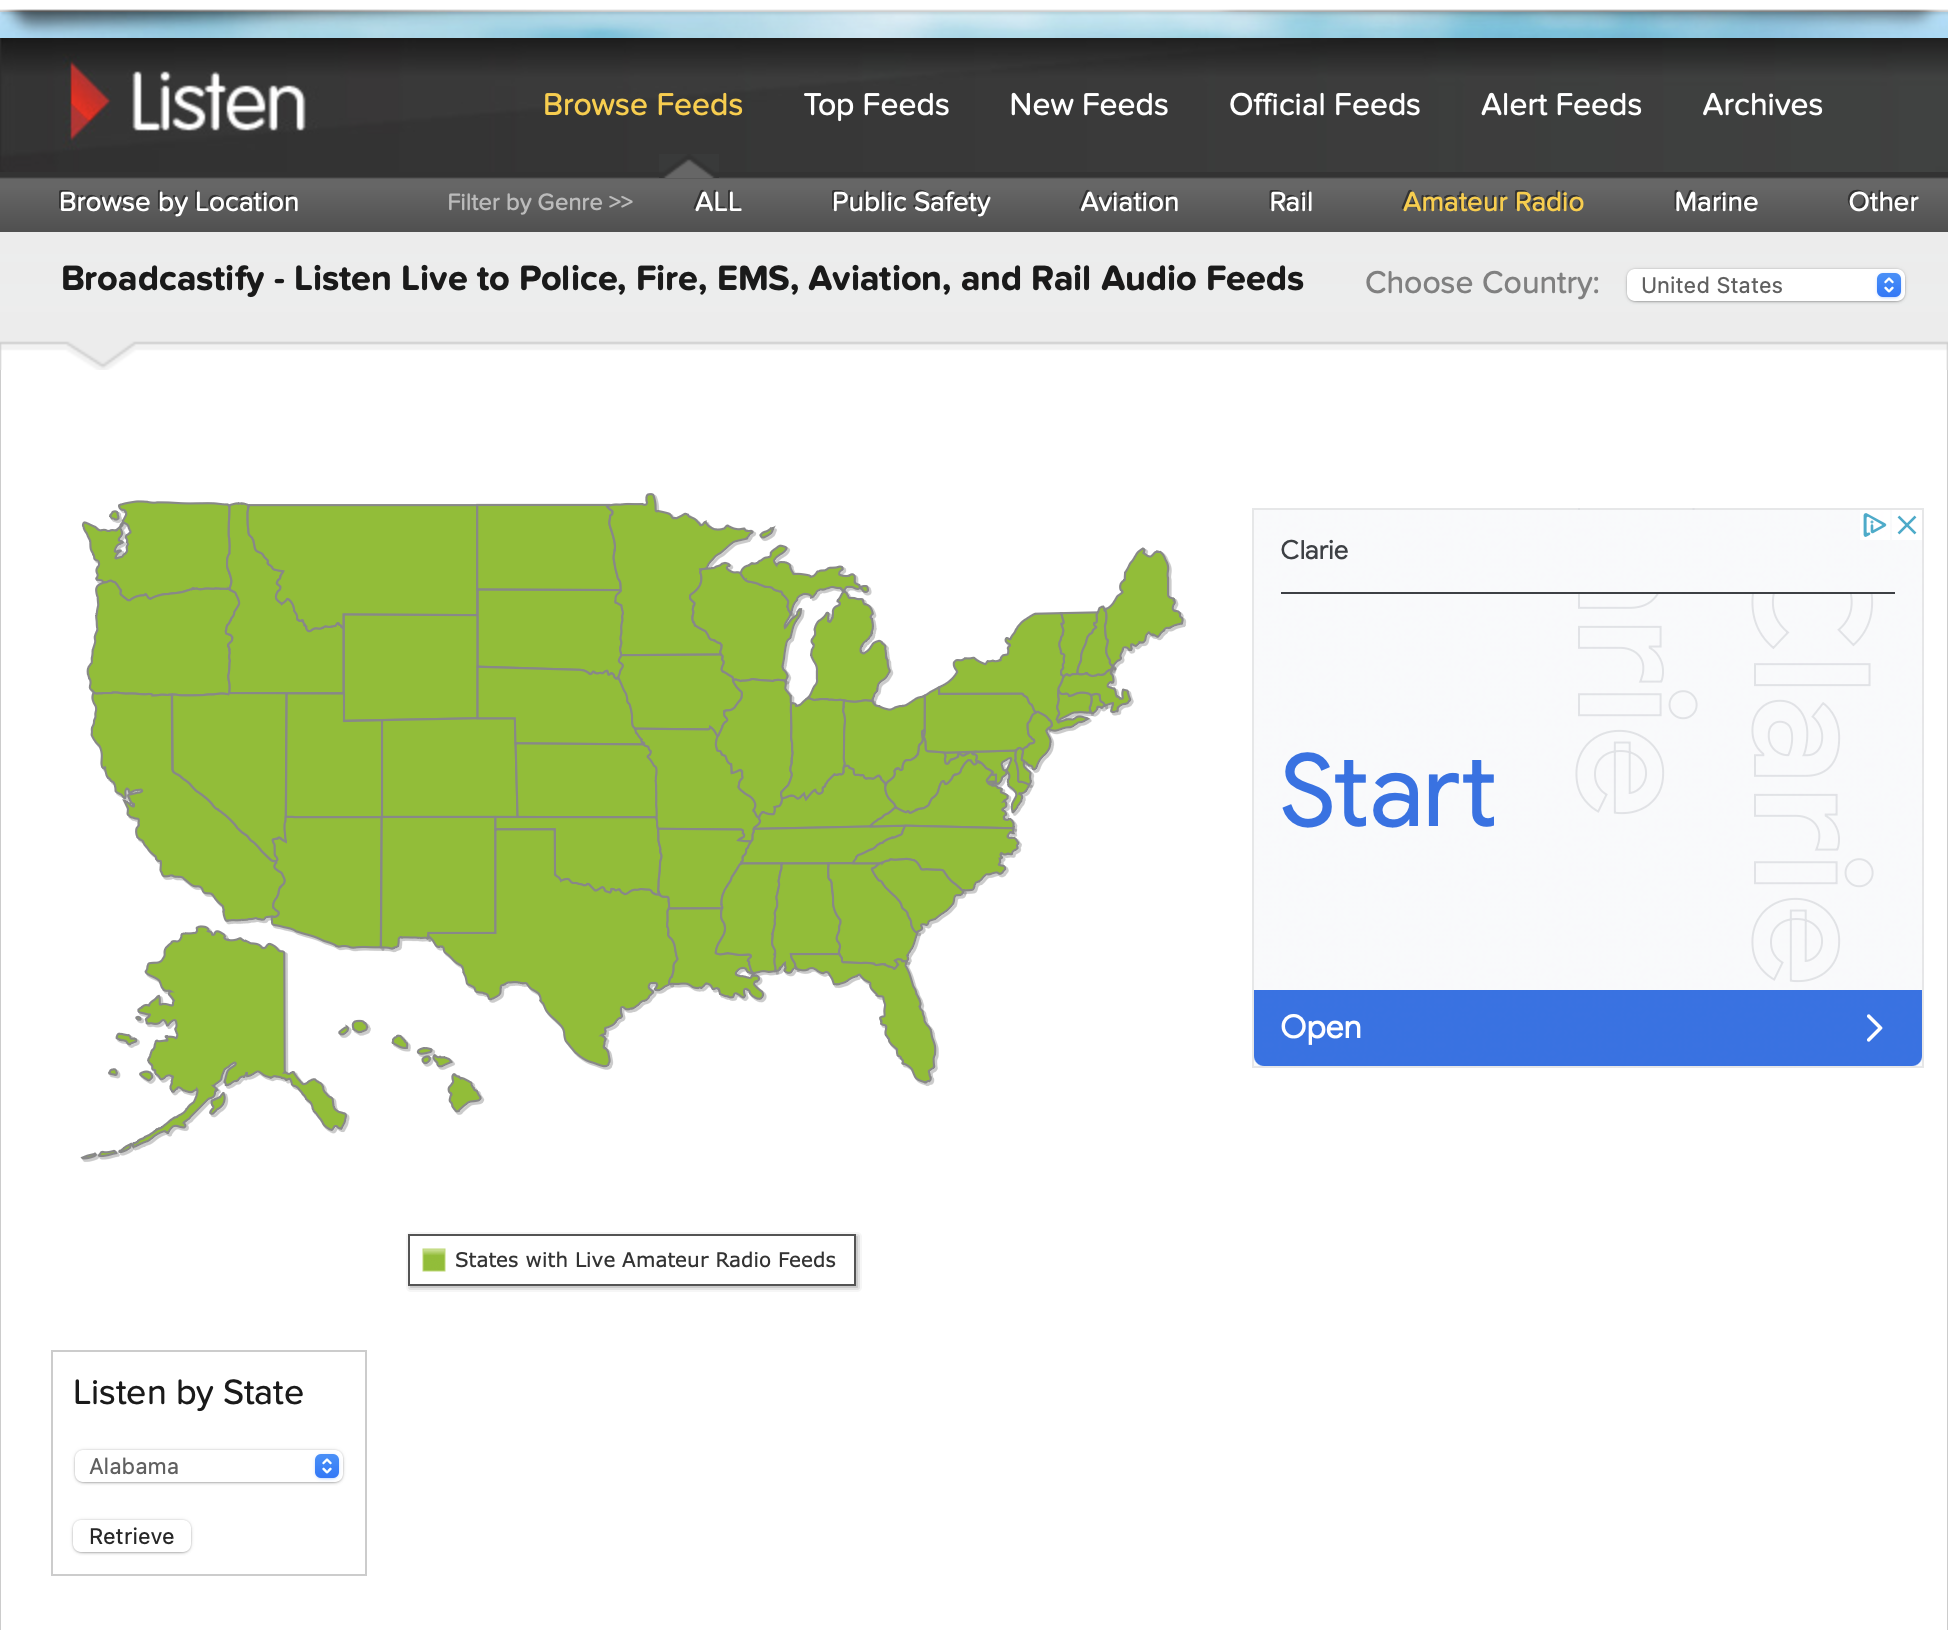 Listen
Browse Feeds Top Feeds New Feeds Official Feeds Alert Feeds Archives
Browse by Location Filter by Genre >> ALL Public Safety Aviation Rail Amateur Radio Marine Other
Broadcastify - Listen Live to Police, Fire, EMS, Aviation, and Rail Audio Feeds Choose Country: United States
Clarie
Clarie
rie
Start
Open
States with Live Amateur Radio Feeds
Listen by State
Alabama
Retrieve